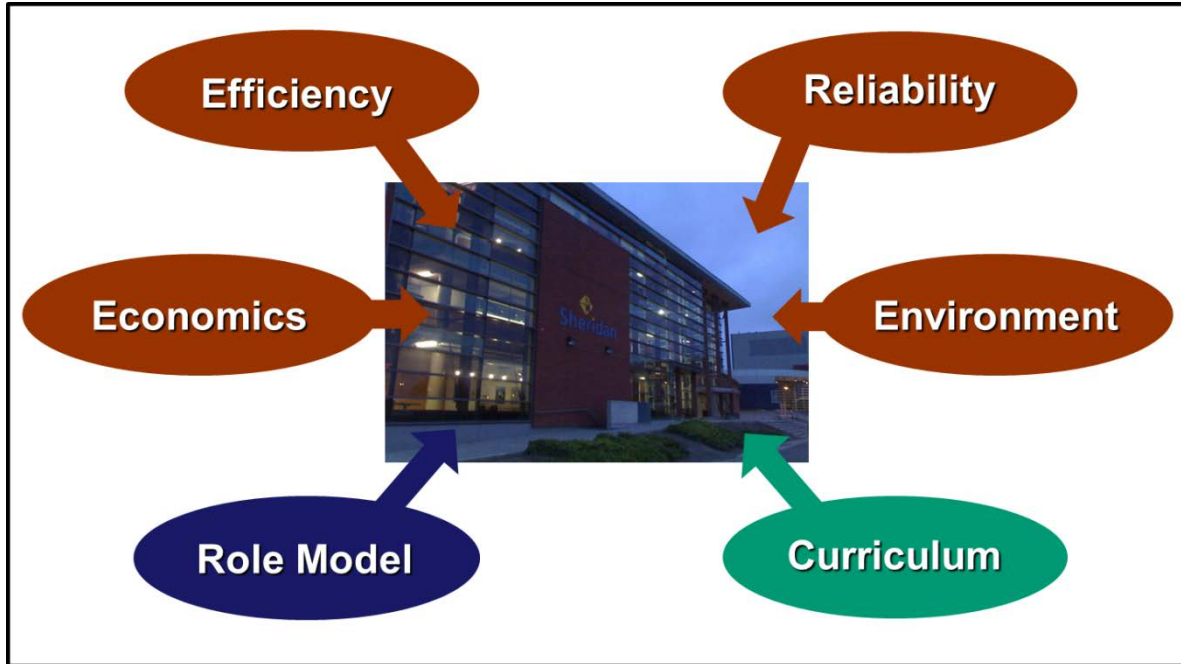 Efficiency
Reliability
Economics
Sheridan
Environment
Role Model
Curriculum